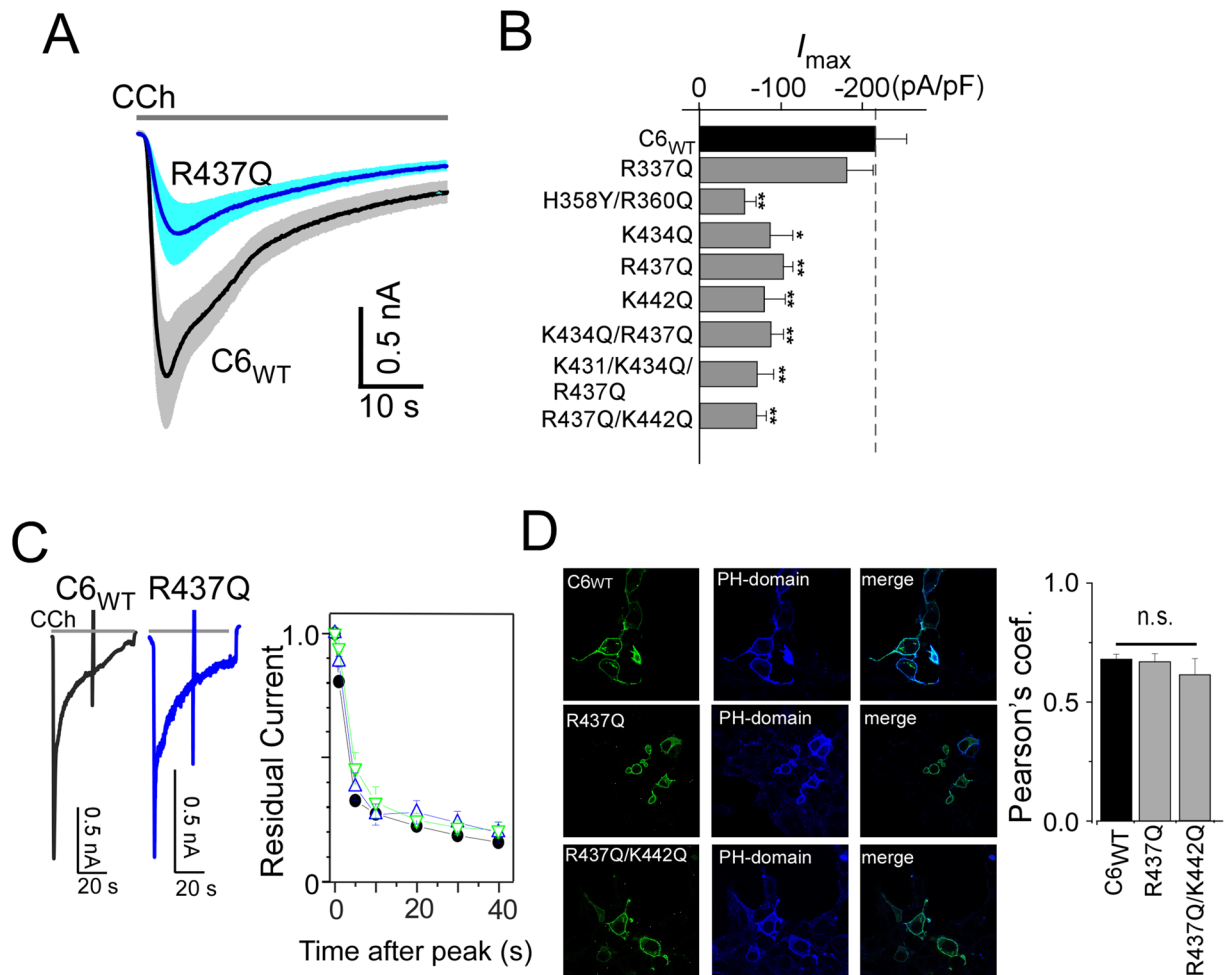 A
CCh
R437Q
C6WT
0.5 nA
10 s
B
Imax
0 -100 -200 (pA/pF)
C6WT
R337Q
H358Y/R360Q
**
K434Q
*
R437Q
**
K442Q
**
K434Q/R437Q
**
K431/K434Q/
R437Q
**
R437Q/K442Q
**
C
C6WT R437Q
CCh
0.5 nA
20 s
0.5 nA
20 s
Residual Current
1.0
0
0 20 40
Time after peak (s)
D
C6WT PH-domain merge
R437Q PH-domain merge
R437Q/K442Q PH-domain merge
Pearson's coef.
1.0
0.5
0.0
n.s.
C6WT
R437Q
R437Q/K442Q